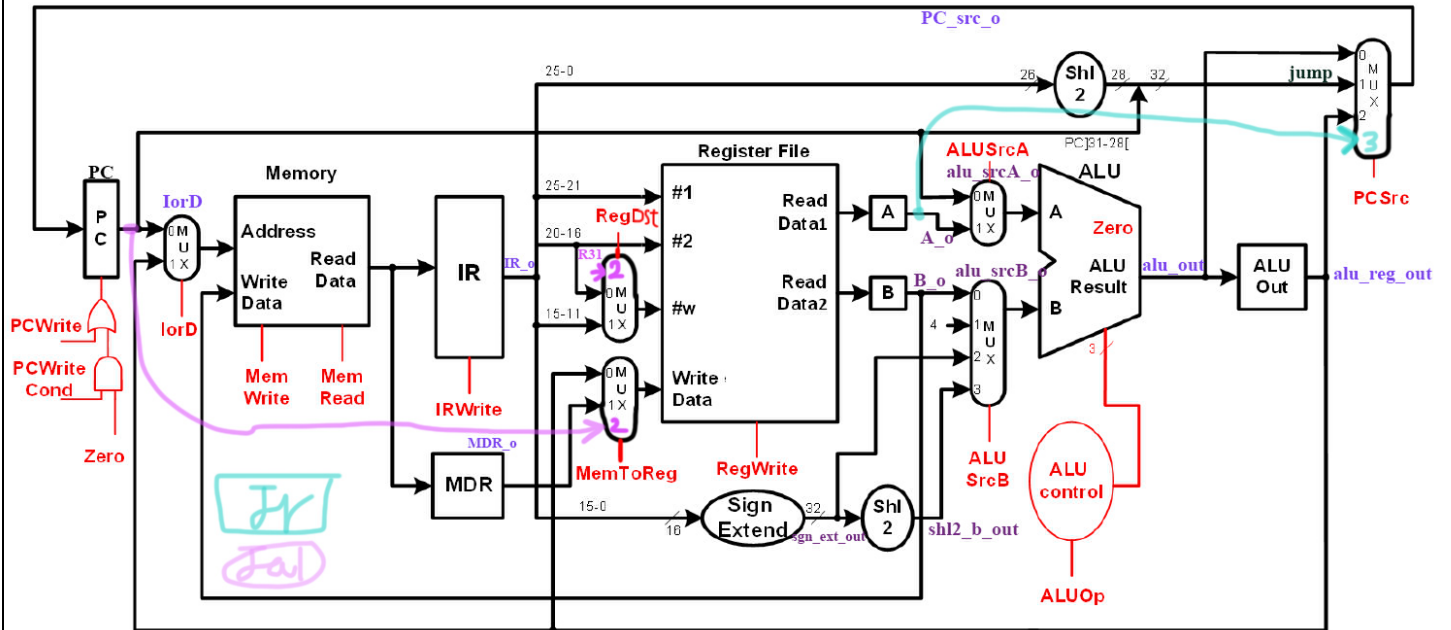 PC_src_o
25-0
26
Shl
2
28
32
jump
0
M
U
X
1
2
3
PCSrc
PC]31-28[
PC
P
C
IorD
0
M
U
X
1
IorD
Memory
Address
Write
Data
Read
Data
Mem
Write
Mem
Read
IR
IRWrite
IR_o
MDR
MDR_o
25-21
20-16
15-11
15-0
R31
RegDst
2
0 M
U
1 X
0 M
U
1 X
2
MemToReg
Register File
#1
#2
#w
Write
Data
Read
Data1
Read
Data2
RegWrite
A
A_o
B
B_o
ALUSrcA
alu_srcA_o
0 M
U
1 X
alu_srcB_o
0
4
1 M
U
2 X
3
ALU
SrcB
ALU
A
B
Zero
ALU
Result
3
alu_out
ALU
Out
alu_reg_out
ALU
control
ALUOp
16
Sign
Extend
32
sgn_ext_out
Shl
2
shl2_b_out
PCWrite
PCWrite
Cond
Zero
Jr
Jal